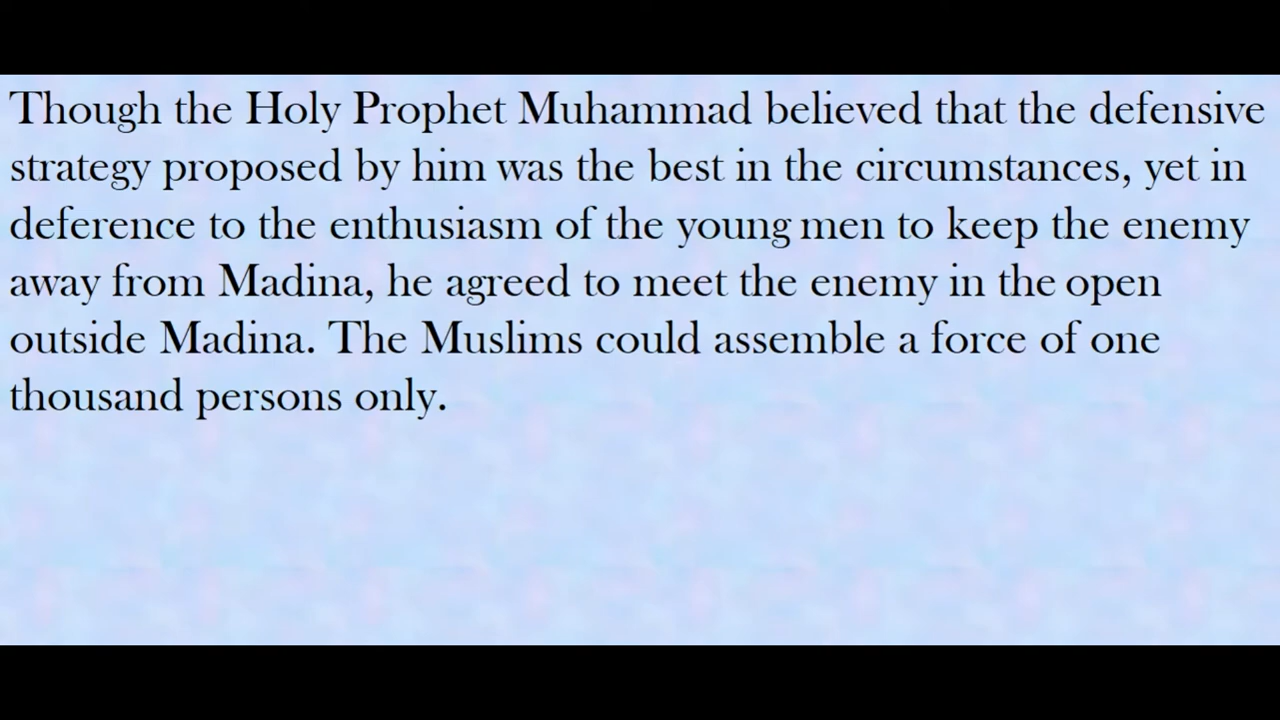 Though the Holy Prophet Muhammad believed that the defensive
strategy proposed by him was the best in the circumstances, yet in
deference to the enthusiasm of the young men to keep the enemy
away from Madina, he agreed to meet the enemy in the open
outside Madina. The Muslims could assemble a force of one
thousand persons only.